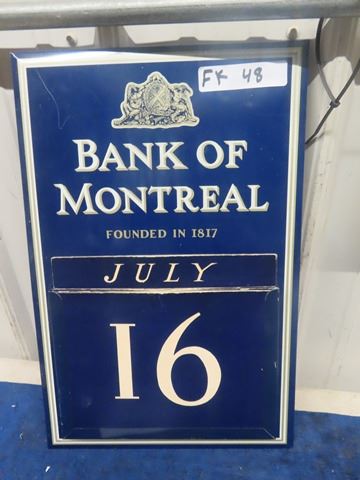 FK 48
BANK OF
MONTREAL
FOUNDED IN 1817
JULY
16